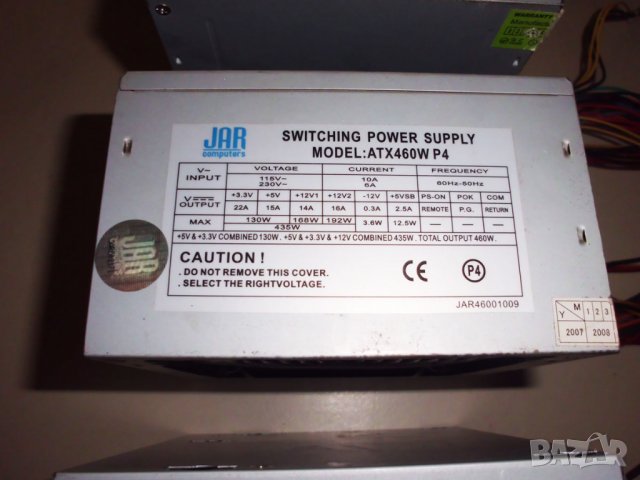 WARRANTY
JAR
computers
SWITCHING POWER SUPPLY
MODEL:ATX460W P4
V~ INPUT VOLTAGE CURRENT FREQUENCY
115V~ 10A 60Hz-50Hz
230V~ 6A
V OUTPUT +3.3V +5V +12V1 +12V2 -12V +5VSB PS-ON POK COM
22A 15A 14A 16A 0.3A 2.5A REMOTE P.G. RETURN
MAX 130W 168W 192W 3.6W 12.5W — — —
435W
+5V & +3.3V COMBINED 130W. +5V & +3.3V & +12V COMBINED 435W. TOTAL OUTPUT 460W.
CAUTION !
. DO NOT REMOVE THIS COVER.
. SELECT THE RIGHTVOLTAGE.
CE
P4
JAR46001009
JAR
Y M 1 2 3
2007 2008
BAZAR